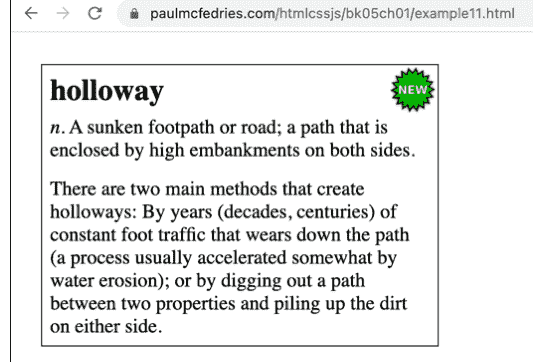 paulmcfedries.com/htmlcssjs/bk05ch01/example11.html
holloway
NEW
n. A sunken footpath or road; a path that is
enclosed by high embankments on both sides.
There are two main methods that create
holloways: By years (decades, centuries) of
constant foot traffic that wears down the path
(a process usually accelerated somewhat by
water erosion); or by digging out a path
between two properties and piling up the dirt
on either side.